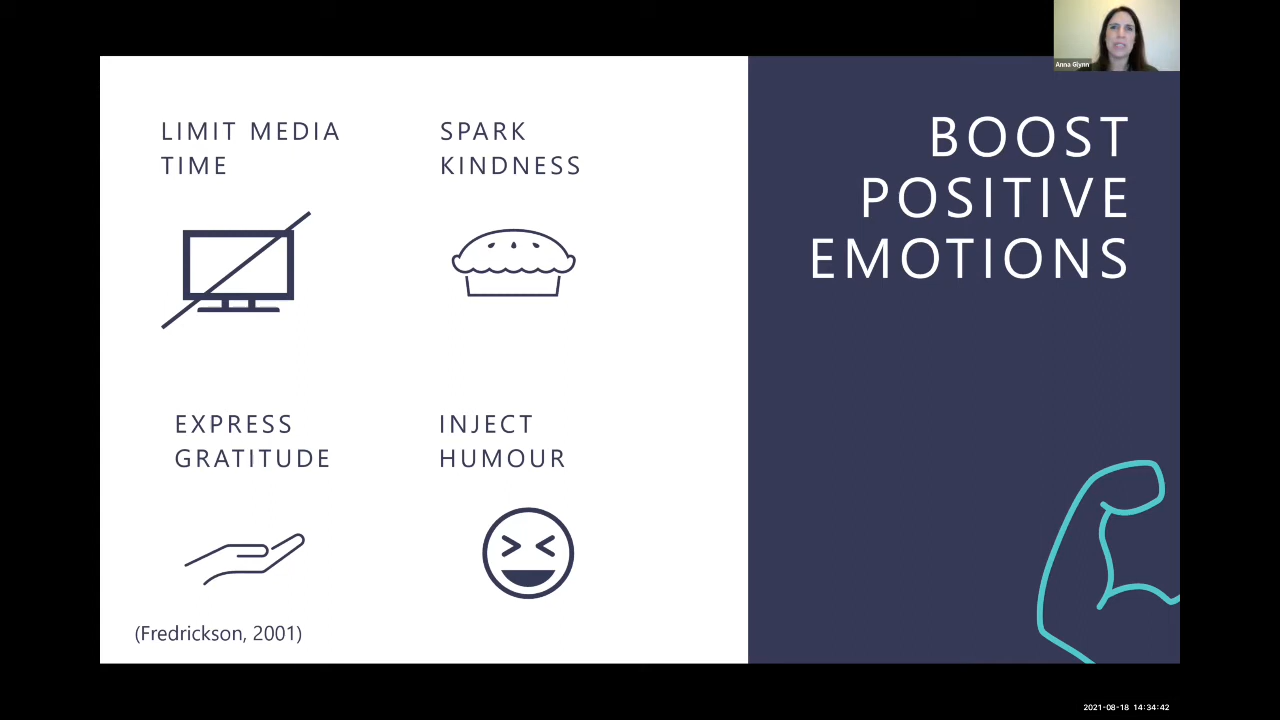 Anna Glynn
LIMIT MEDIA
TIME
SPARK
KINDNESS
EXPRESS
GRATITUDE
INJECT
HUMOUR
(Fredrickson, 2001)
BOOST
POSITIVE
EMOTIONS
2021-08-18 14:34:42